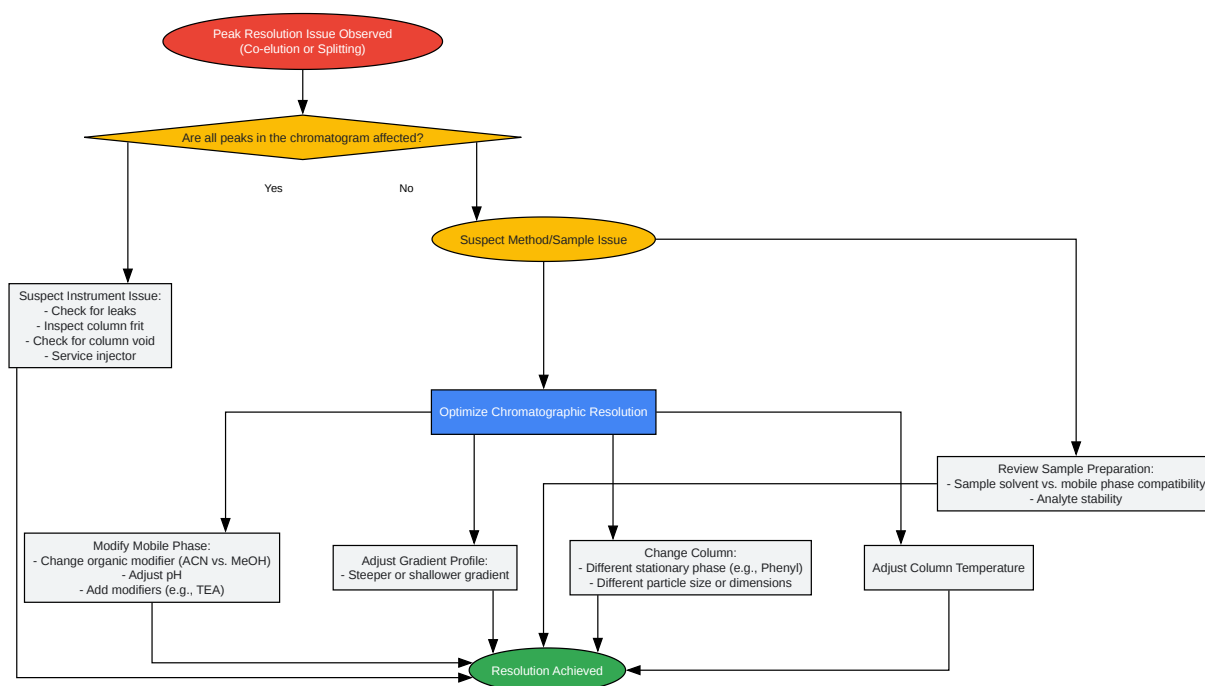 Peak Resolution Issue Observed
(Co-elution or Splitting)
Are all peaks in the chromatogram affected?
Yes
No
Suspect Method/Sample Issue
Suspect Instrument Issue:
- Check for leaks
- Inspect column frit
- Check for column void
- Service injector
Optimize Chromatographic Resolution
Review Sample Preparation:
- Sample solvent vs. mobile phase compatibility
- Analyte stability
Modify Mobile Phase:
- Change organic modifier (ACN vs. MeOH)
- Adjust pH
- Add modifiers (e.g., TEA)
Adjust Gradient Profile:
- Steeper or shallower gradient
Change Column:
- Different stationary phase (e.g., Phenyl)
- Different particle size or dimensions
Adjust Column Temperature
Resolution Achieved